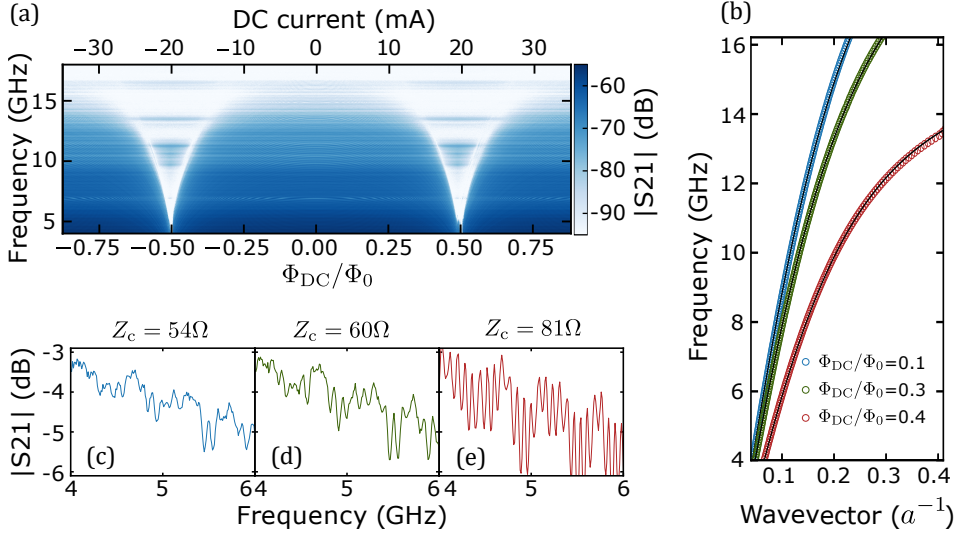 (a)
DC current (mA)
−30 −20 −10 0 10 20 30
Frequency (GHz)
15
10
5
−0.75 −0.50 −0.25 0.00 0.25 0.50 0.75
Φ_DC/Φ_0
−60
−70
−80
−90
|S21| (dB)
Z_c = 54Ω Z_c = 60Ω Z_c = 81Ω
|S21| (dB)
-3
-4
-5
-6
(c) (d) (e)
4 5 6 4 5 6 4 5 6
Frequency (GHz)
(b)
Frequency (GHz)
16
14
12
10
8
6
4
Φ_DC/Φ_0=0.1
Φ_DC/Φ_0=0.3
Φ_DC/Φ_0=0.4
0.1 0.2 0.3 0.4
Wavevector (a^{−1})